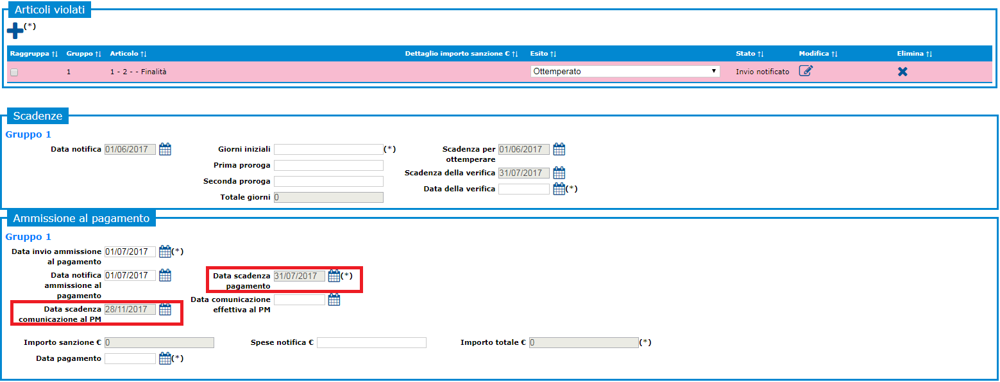 Articoli violati
(*)
Raggruppa Gruppo Articolo Dettaglio importo sanzione € Esito Stato Modifica Elimina
1 1 - 2 - - Finalità Ottemperato Invio notificato
Scadenze
Gruppo 1
Data notifica 01/06/2017 Giorni iniziali (*) Scadenza per 01/06/2017
ottemperare
Prima proroga
Scadenza della verifica 31/07/2017
Seconda proroga
Data della verifica (*)
Totale giorni 0
Ammissione al pagamento
Gruppo 1
Data invio ammissione 01/07/2017 (*)
al pagamento
Data notifica 01/07/2017 Data scadenza 31/07/2017 (*)
ammissione al pagamento
pagamento
Data comunicazione
Data scadenza 28/11/2017 effettiva al PM
comunicazione al PM
Importo sanzione € 0 Spese notifica € Importo totale € 0 (*)
Data pagamento (*)